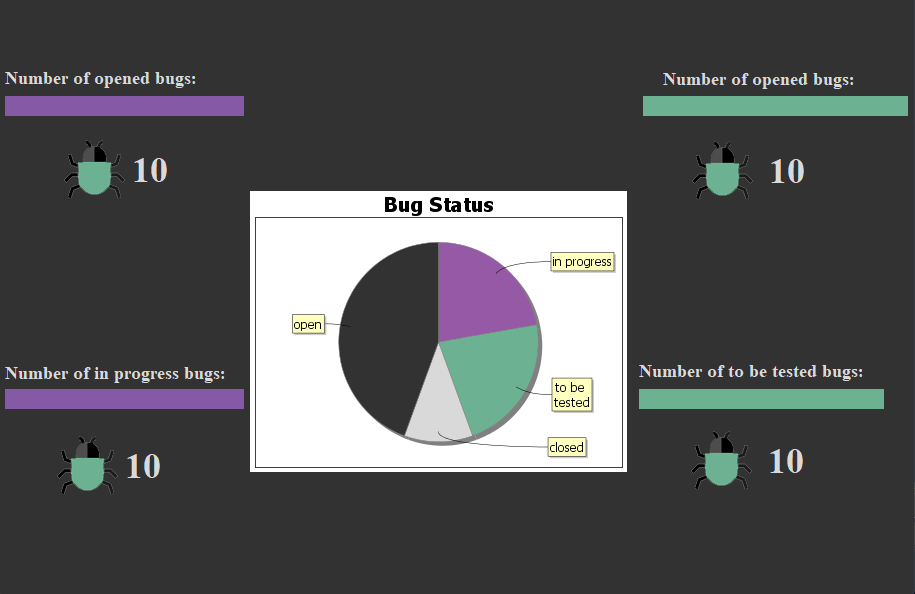 Number of opened bugs:
10
Number of opened bugs:
10
Bug Status
in progress
open
to be
tested
closed
Number of in progress bugs:
10
Number of to be tested bugs:
10